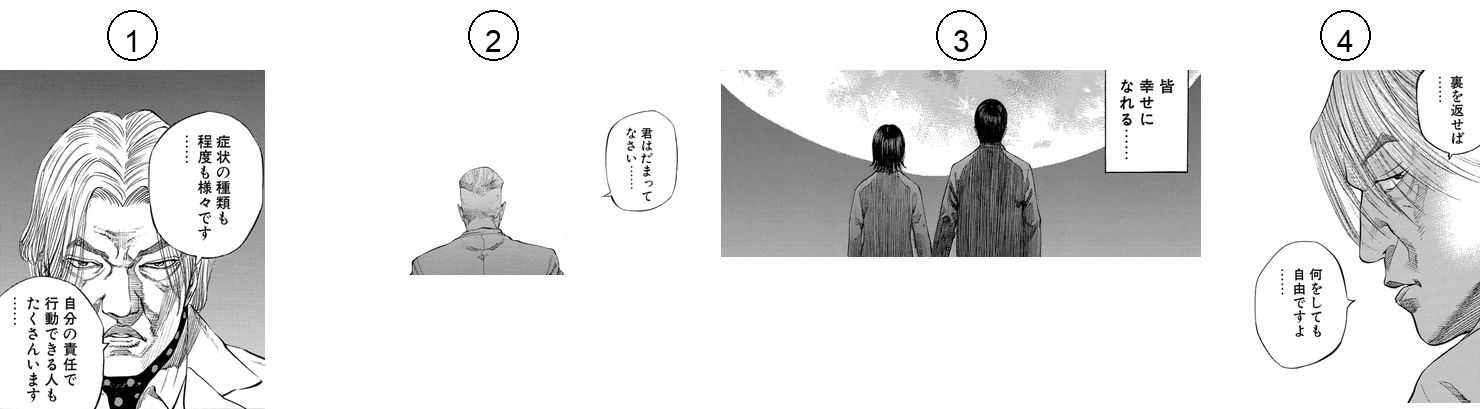 1
症状の種類も
程度も様々です
……
自分の責任で
行動できる人も
たくさんいます
……
2
君はだまって
なさい……
3
皆
幸せに
なれる……
4
裏を返せば
……
何をしても
自由ですよ
……